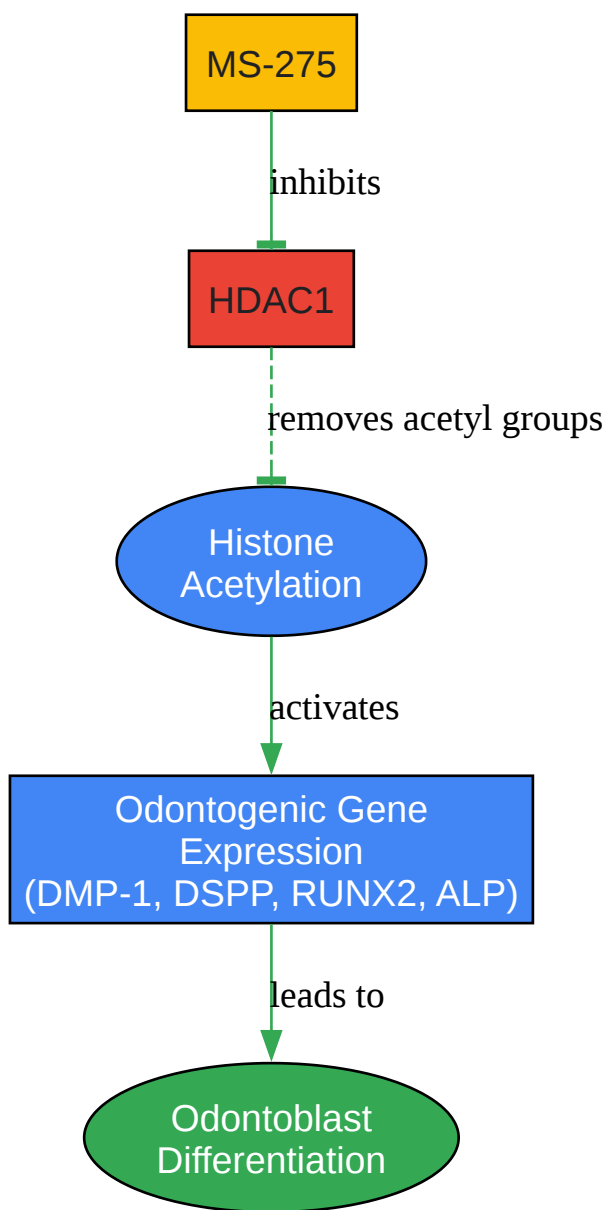 MS-275
inhibits
HDAC1
removes acetyl groups
Histone
Acetylation
activates
Odontogenic Gene
Expression
(DMP-1, DSPP, RUNX2, ALP)
leads to
Odontoblast
Differentiation